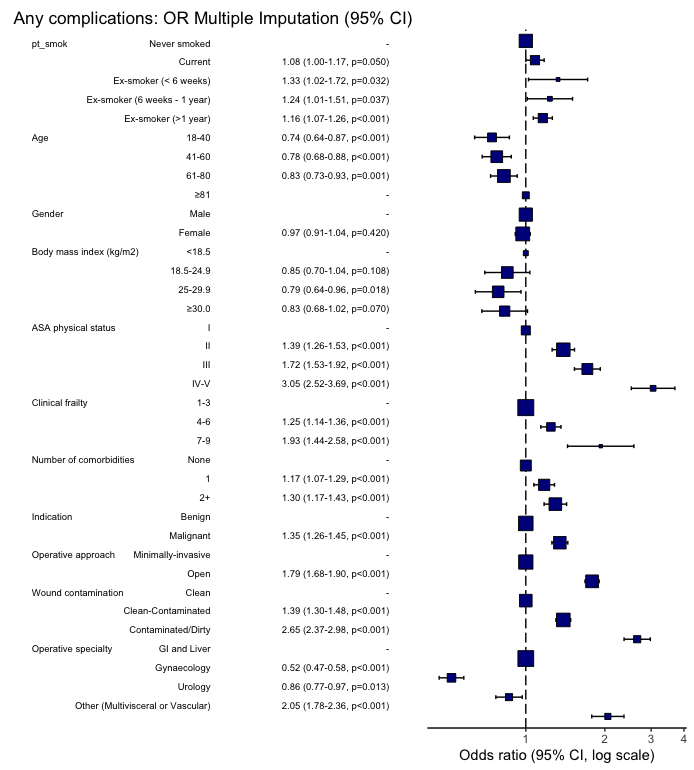 Any complications: OR Multiple Imputation (95% CI)
pt_smok Never smoked -
Current 1.08 (1.00-1.17, p=0.050)
Ex-smoker (< 6 weeks) 1.33 (1.02-1.72, p=0.032)
Ex-smoker (6 weeks - 1 year) 1.24 (1.01-1.51, p=0.037)
Ex-smoker (>1 year) 1.16 (1.07-1.26, p<0.001)
Age 18-40 0.74 (0.64-0.87, p<0.001)
41-60 0.78 (0.68-0.88, p<0.001)
61-80 0.83 (0.73-0.93, p=0.001)
≥81 -
Gender Male -
Female 0.97 (0.91-1.04, p=0.420)
Body mass index (kg/m2) <18.5 -
18.5-24.9 0.85 (0.70-1.04, p=0.108)
25-29.9 0.79 (0.64-0.96, p=0.018)
≥30.0 0.83 (0.68-1.02, p=0.070)
ASA physical status I -
II 1.39 (1.26-1.53, p<0.001)
III 1.72 (1.53-1.92, p<0.001)
IV-V 3.05 (2.52-3.69, p<0.001)
Clinical frailty 1-3 -
4-6 1.25 (1.14-1.36, p<0.001)
7-9 1.93 (1.44-2.58, p<0.001)
Number of comorbidities None -
1 1.17 (1.07-1.29, p=0.001)
2+ 1.30 (1.17-1.43, p<0.001)
Indication Benign -
Malignant 1.35 (1.26-1.45, p<0.001)
Operative approach Minimally-invasive -
Open 1.79 (1.68-1.90, p<0.001)
Wound contamination Clean -
Clean-Contaminated 1.39 (1.30-1.48, p<0.001)
Contaminated/Dirty 2.65 (2.37-2.98, p<0.001)
Operative specialty GI and Liver -
Gynaecology 0.52 (0.47-0.58, p<0.001)
Urology 0.86 (0.77-0.97, p=0.013)
Other (Multivisceral or Vascular) 2.05 (1.78-2.36, p<0.001)
1 2 3 4
Odds ratio (95% CI, log scale)